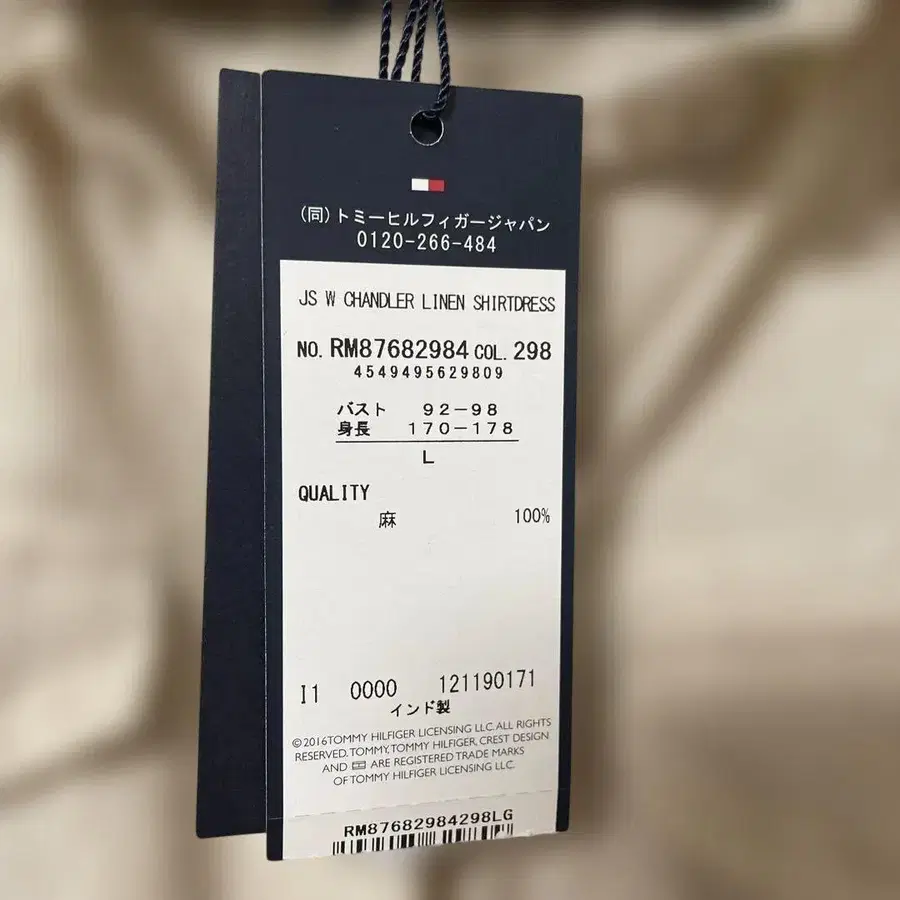 (同)トミーヒルフィガージャパン
0120-266-484
JS W CHANDLER LINEN SHIRTDRESS
NO. RM87682984 COL. 298
4549495629809
バスト 92-98
身長 170-178
L
QUALITY
麻 100%
I1 0000 121190171
インド製
©2016 TOMMY HILFIGER LICENSING LLC. ALL RIGHTS
RESERVED. TOMMY, TOMMY HILFIGER, CREST DESIGN
AND ARE REGISTERED TRADE MARKS
OF TOMMY HILFIGER LICENSING LLC.
RM87682984298LG